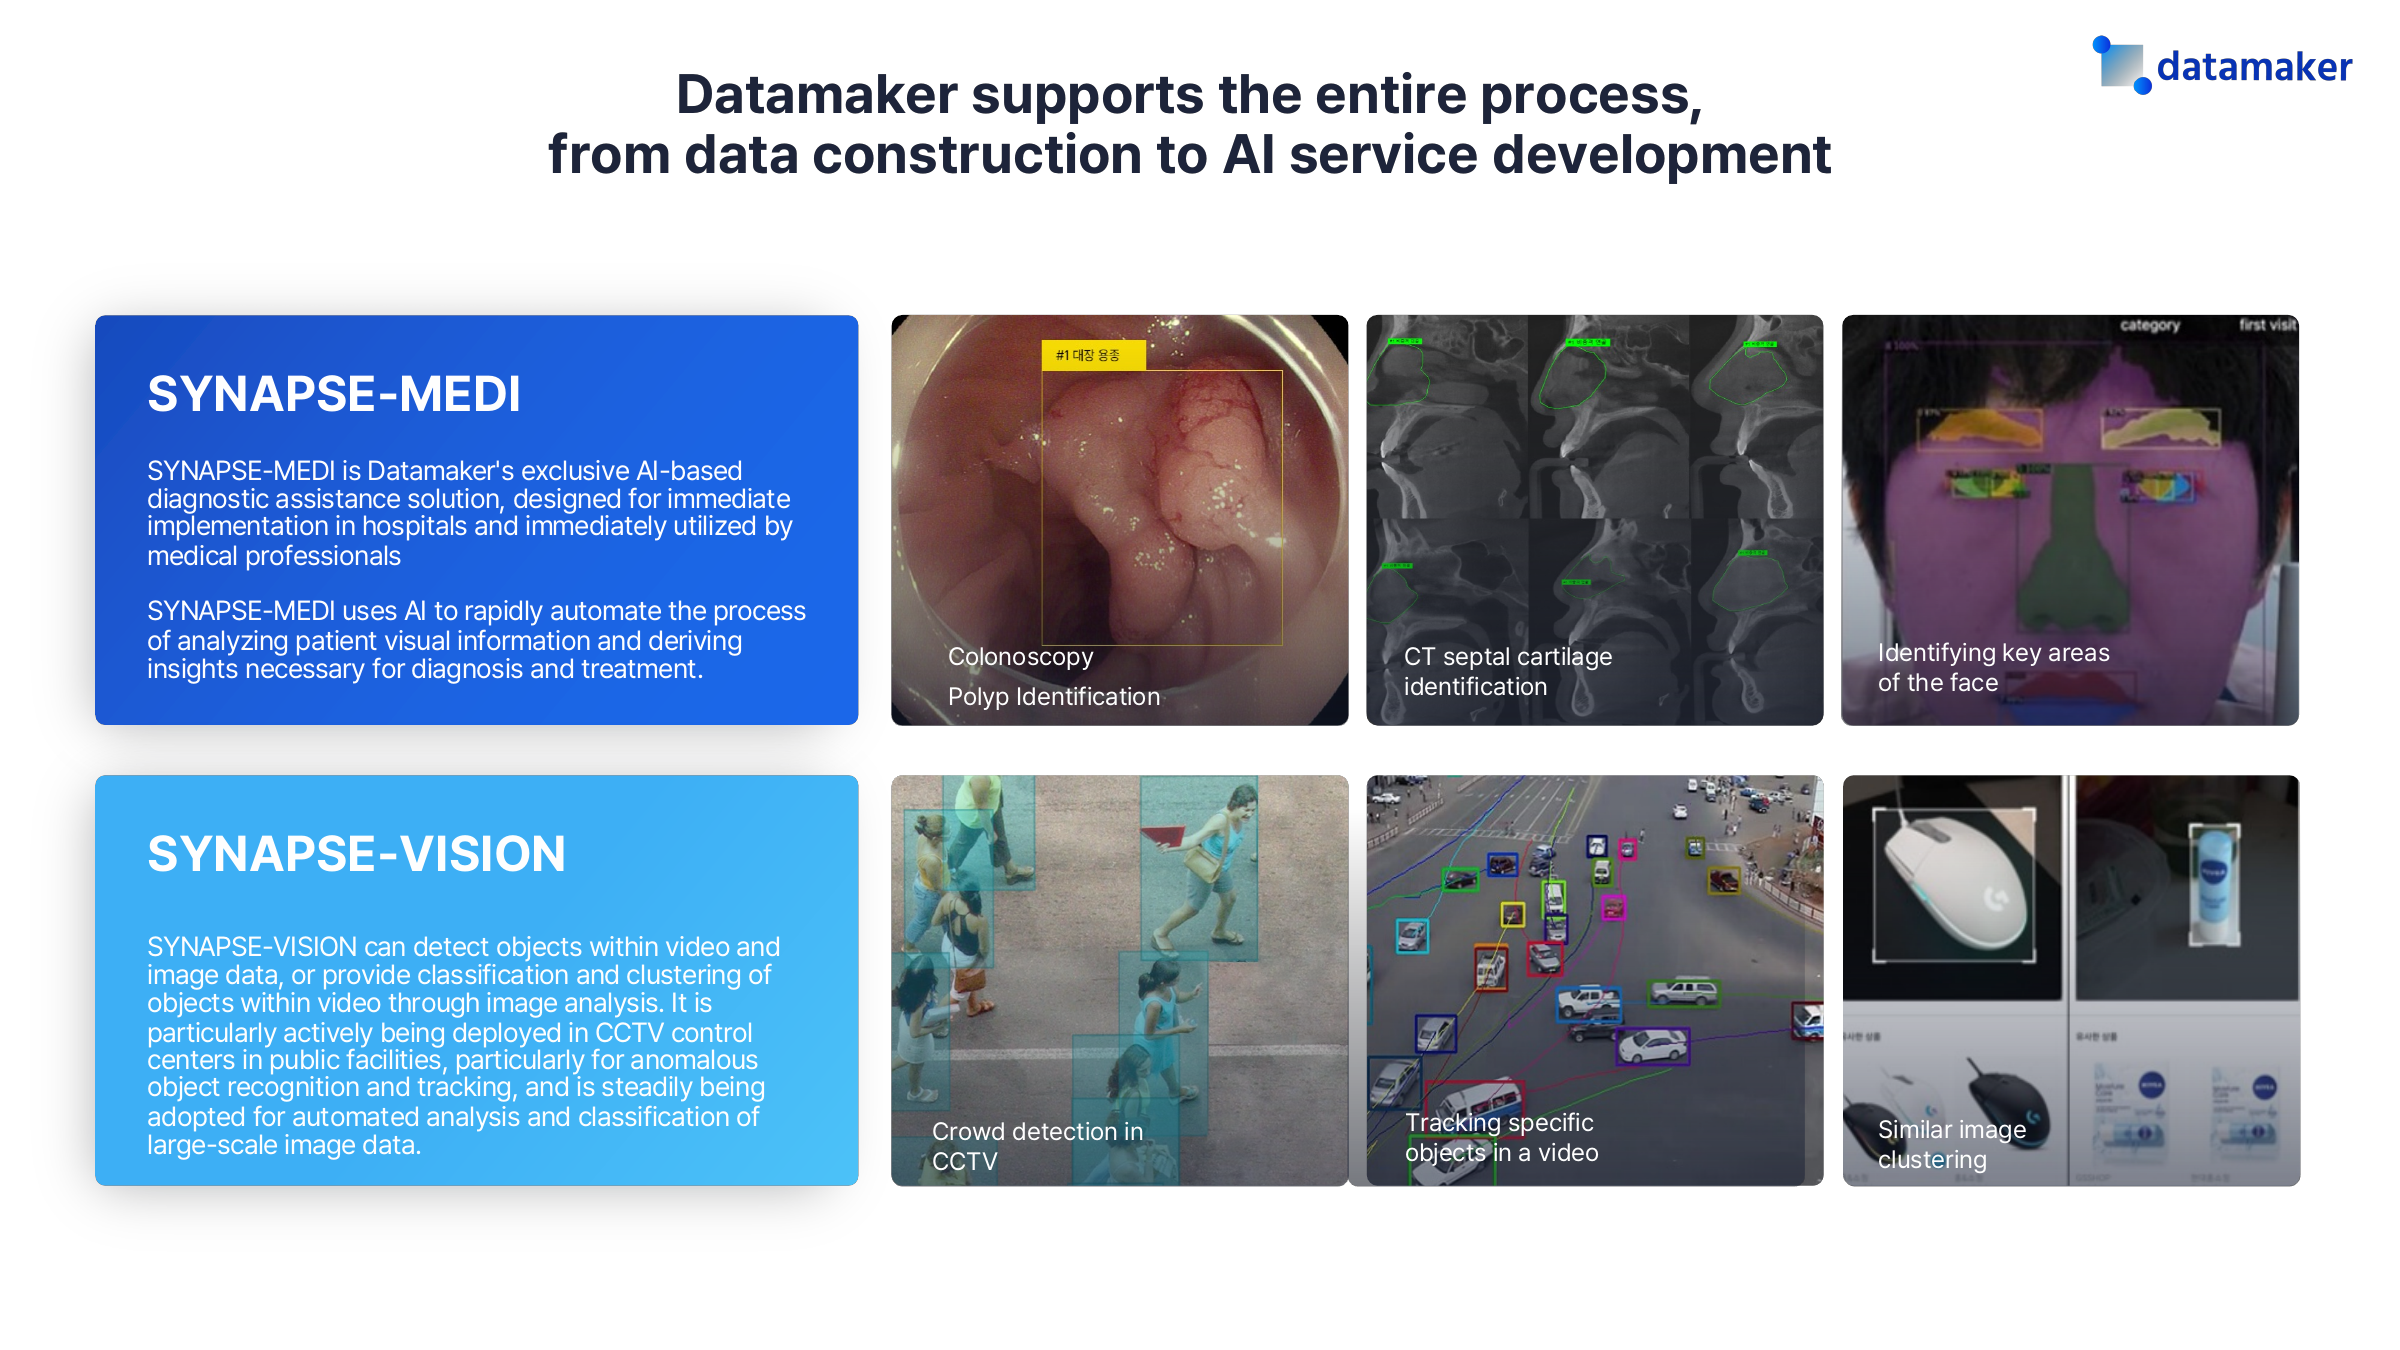 datamaker
Datamaker supports the entire process,
from data construction to AI service development
SYNAPSE-MEDI
SYNAPSE-MEDI is Datamaker's exclusive AI-based
diagnostic assistance solution, designed for immediate
implementation in hospitals and immediately utilized by
medical professionals
SYNAPSE-MEDI uses AI to rapidly automate the process
of analyzing patient visual information and deriving
insights necessary for diagnosis and treatment.
#1 대장 용종
Colonoscopy
Polyp Identification
CT septal cartilage
identification
category first visit
100%
Identifying key areas
of the face
SYNAPSE-VISION
SYNAPSE-VISION can detect objects within video and
image data, or provide classification and clustering of
objects within video through image analysis. It is
particularly actively being deployed in CCTV control
centers in public facilities, particularly for anomalous
object recognition and tracking, and is steadily being
adopted for automated analysis and classification of
large-scale image data.
Crowd detection in
CCTV
Tracking specific
objects in a video
NIVEA
유사한 상품
Similar image
clustering